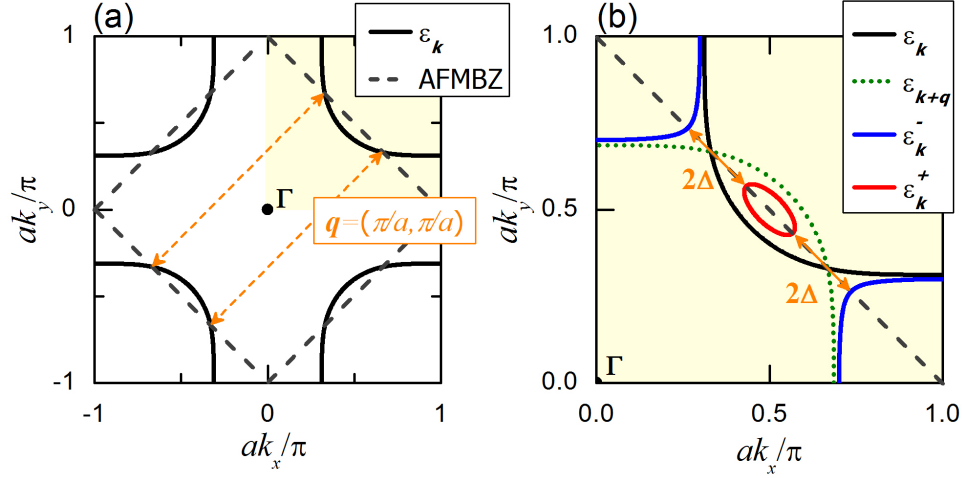 (a)
ε_k
AFMBZ
1
0
-1
ak_y/π
Γ
q=(π/a,π/a)
-1
0
1
ak_x/π
(b)
ε_k
ε_{k+q}
ε_k^-
ε_k^+
1.0
0.5
0.0
ak_y/π
2Δ
2Δ
Γ
0.0
0.5
1.0
ak_x/π